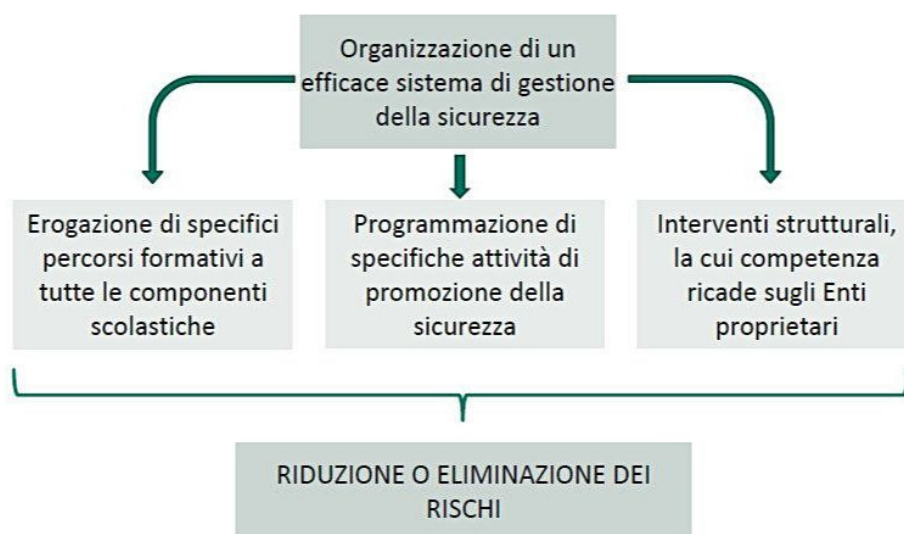 Organizzazione di un
efficace sistema di gestione
della sicurezza
Erogazione di specifici
percorsi formativi a
tutte le componenti
scolastiche
Programmazione di
specifiche attività di
promozione della
sicurezza
Interventi strutturali,
la cui competenza
ricade sugli Enti
proprietari
RIDUZIONE O ELIMINAZIONE DEI
RISCHI